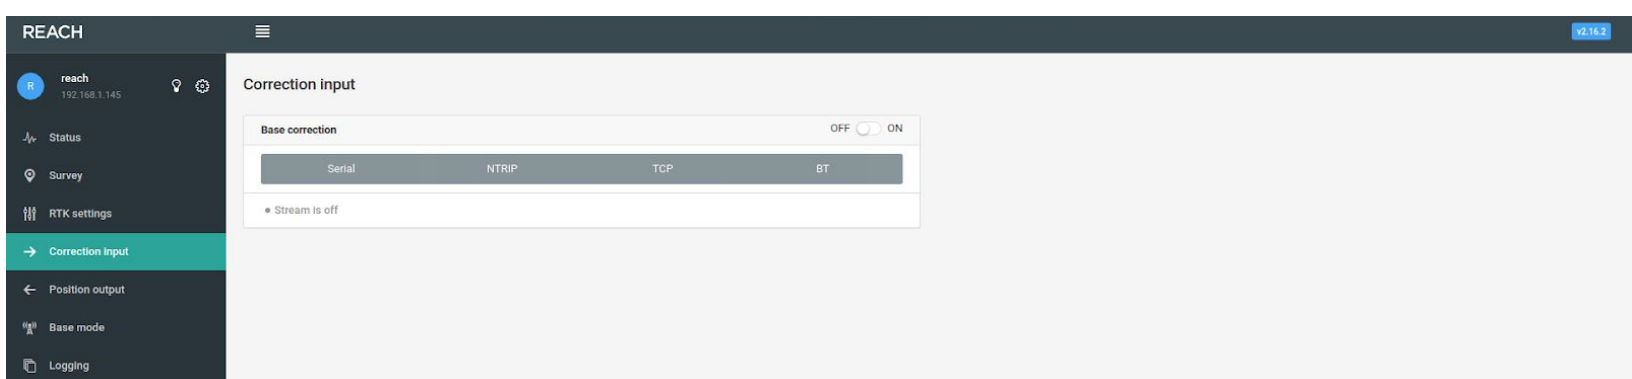 REACH
v2.16.2
R
reach
192.168.1.145
Status
Survey
RTK settings
Correction input
Position output
Base mode
Logging
Correction input
Base correction
OFF ON
Serial NTRIP TCP BT
Stream is off